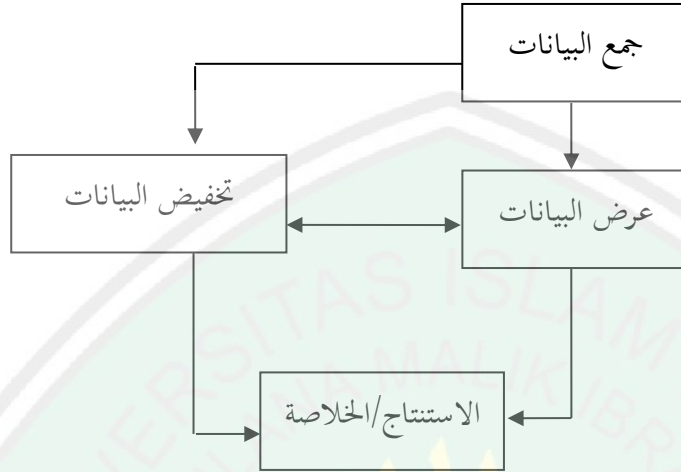 جمع البيانات
عرض البيانات
تخفيض البيانات
الاستنتاج/الخلاصة